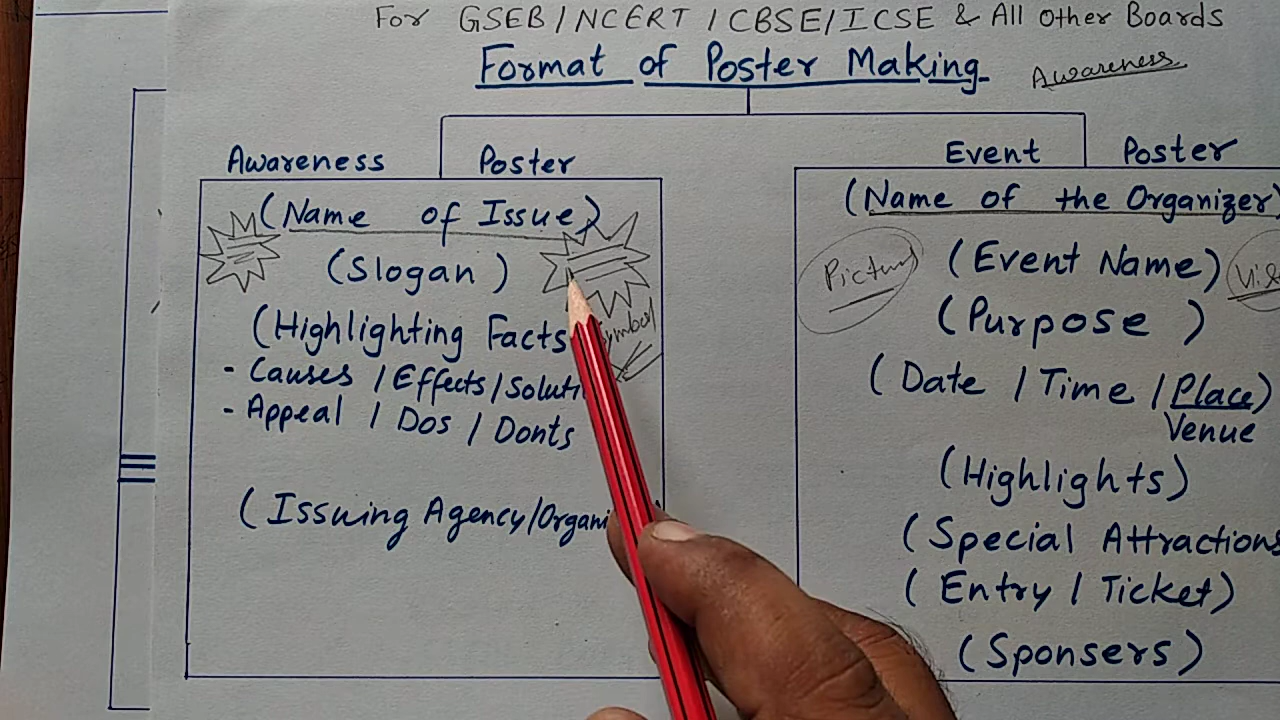 For GSEB/NCERT/CBSE/ICSE & All Other Boards
Format of Poster Making
Awareness
Awareness Poster
(Name of Issue)
(Slogan)
(Highlighting Facts
- Causes/Effects/Soluti
- Appeal / Dos / Donts
(Issuing Agency/Organi
Event Poster
(Name of the Organizer)
Picture
(Event Name)
(Purpose)
(Date / Time / Place)
Venue
(Highlights)
(Special Attractions
(Entry / Ticket)
(Sponsers)